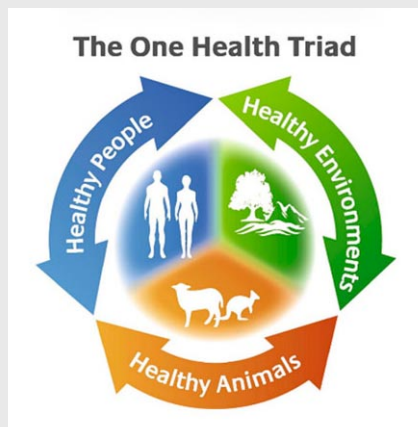 The One Health Triad
Healthy People
Healthy Environments
Healthy Animals